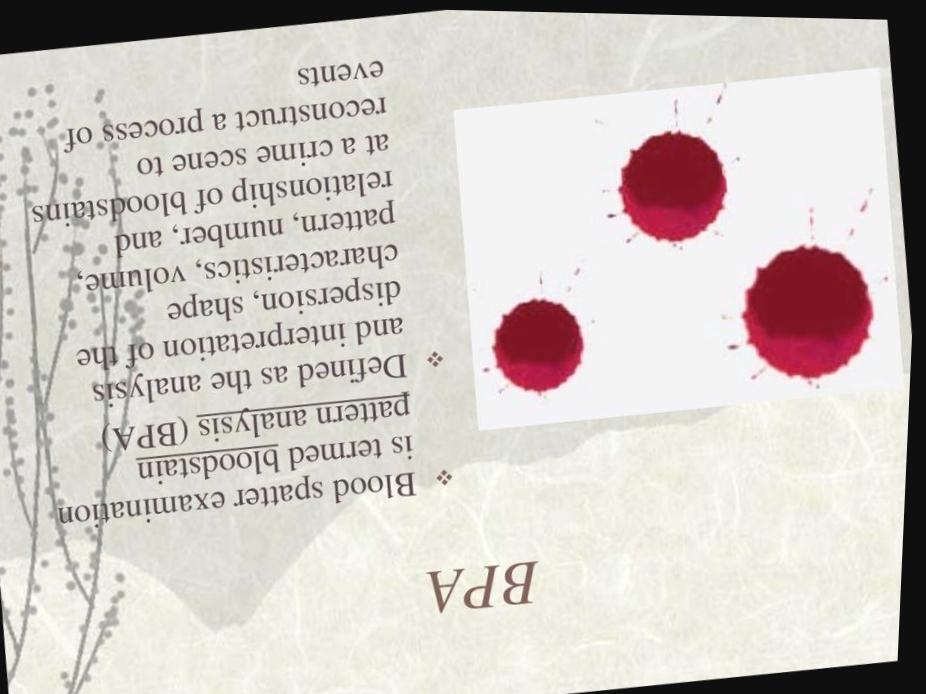 BPA
❖ Blood spatter examination
is termed bloodstain
pattern analysis (BPA)
❖ Defined as the analysis
and interpretation of the
dispersion, shape
characteristics, volume,
pattern, number, and
relationship of bloodstains
at a crime scene to
reconstruct a process of
events